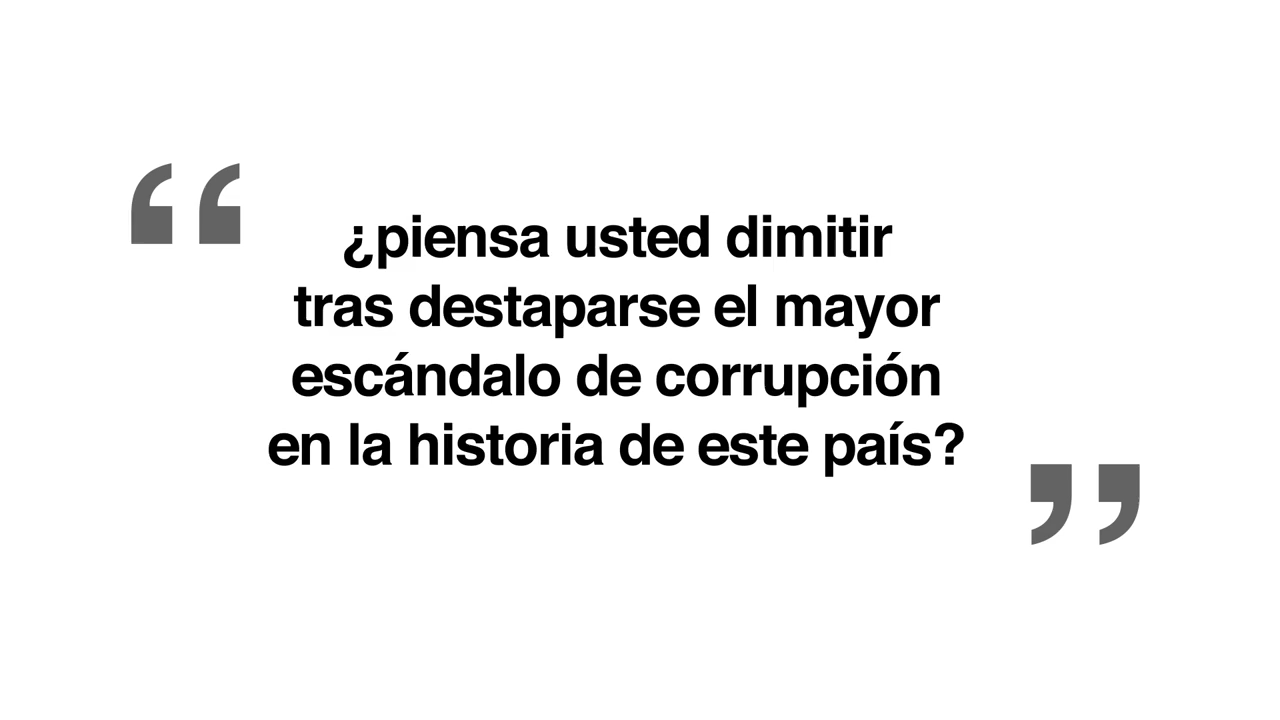 “
¿piensa usted dimitir
tras destaparse el mayor
escándalo de corrupción
en la historia de este país?
”